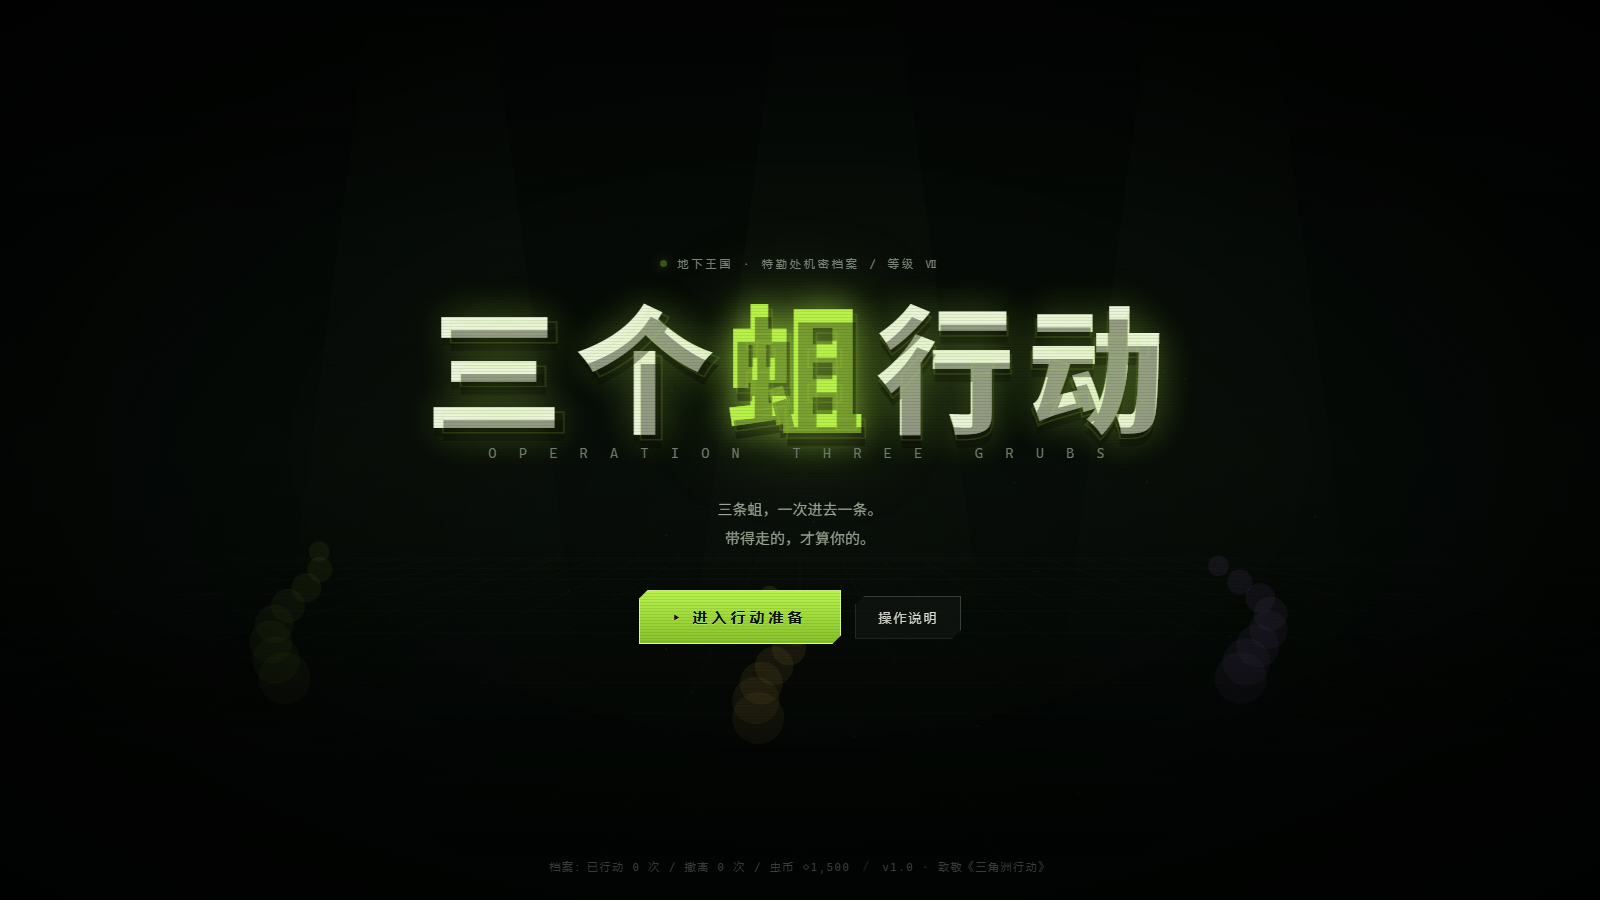 地下王国 · 特勤处机密档案 / 等级 Ⅶ
三个蛆行动
OPERATION THREE GRUBS
三条蛆，一次进去一条。
带得走的，才算你的。
▸ 进入行动准备
操作说明
档案：已行动 0 次 / 撤离 0 次 / 虫币 ◇1,500 / v1.0 · 致敬《三角洲行动》